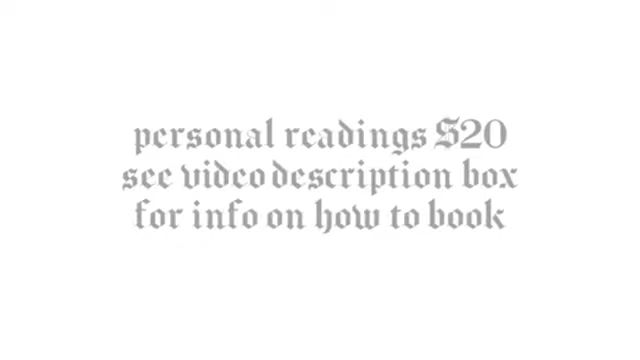 personal readings $20
see video description box
for info on how to book